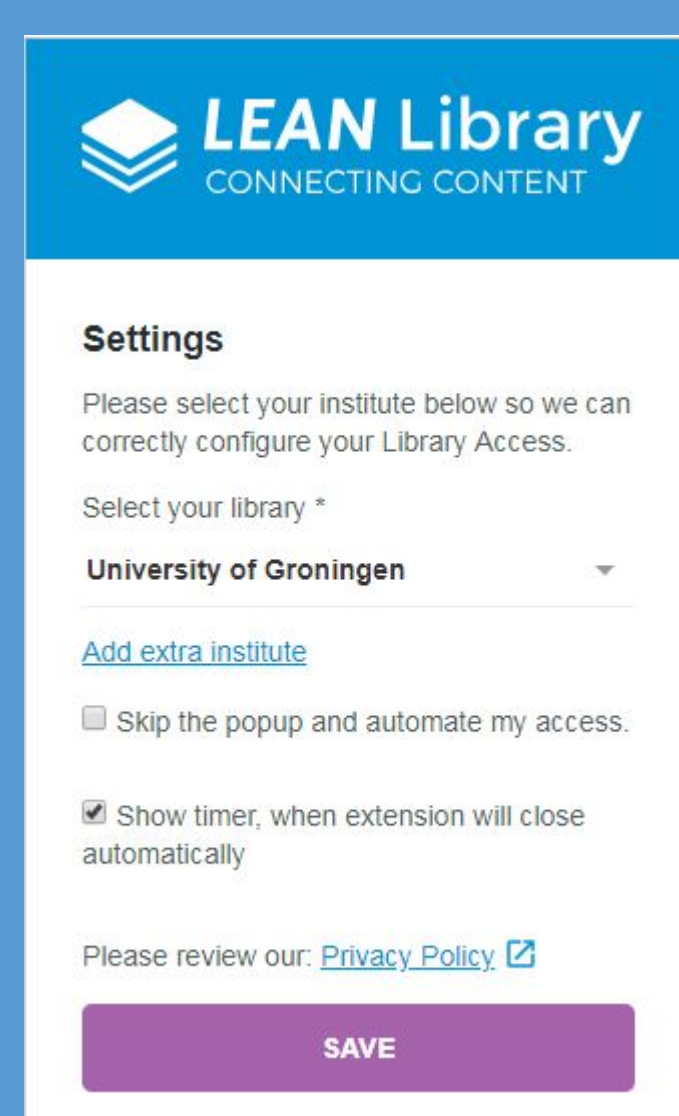 LEAN Library
CONNECTING CONTENT
Settings
Please select your institute below so we can
correctly configure your Library Access.
Select your library *
University of Groningen
Add extra institute
Skip the popup and automate my access.
Show timer, when extension will close
automatically
Please review our: Privacy Policy
SAVE